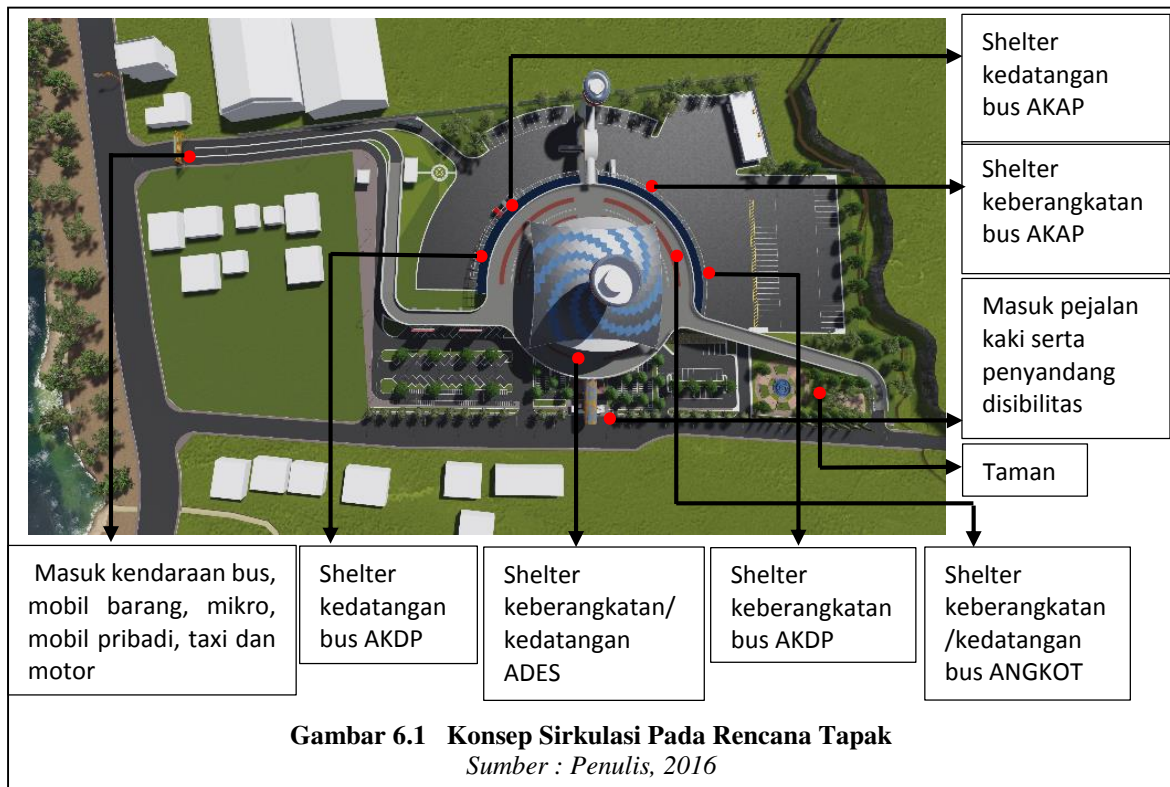 Shelter
kedatangan
bus AKAP
Shelter
keberangkatan
bus AKAP
Masuk pejalan
kaki serta
penyandang
disibilitas
Taman
Masuk kendaraan bus,
mobil barang, mikro,
mobil pribadi, taxi dan
motor
Shelter
kedatangan
bus AKDP
Shelter
keberangkatan/
kedatangan
ADES
Shelter
keberangkatan
bus AKDP
Shelter
keberangkatan
/kedatangan
bus ANGKOT
Gambar 6.1 Konsep Sirkulasi Pada Rencana Tapak
Sumber : Penulis, 2016